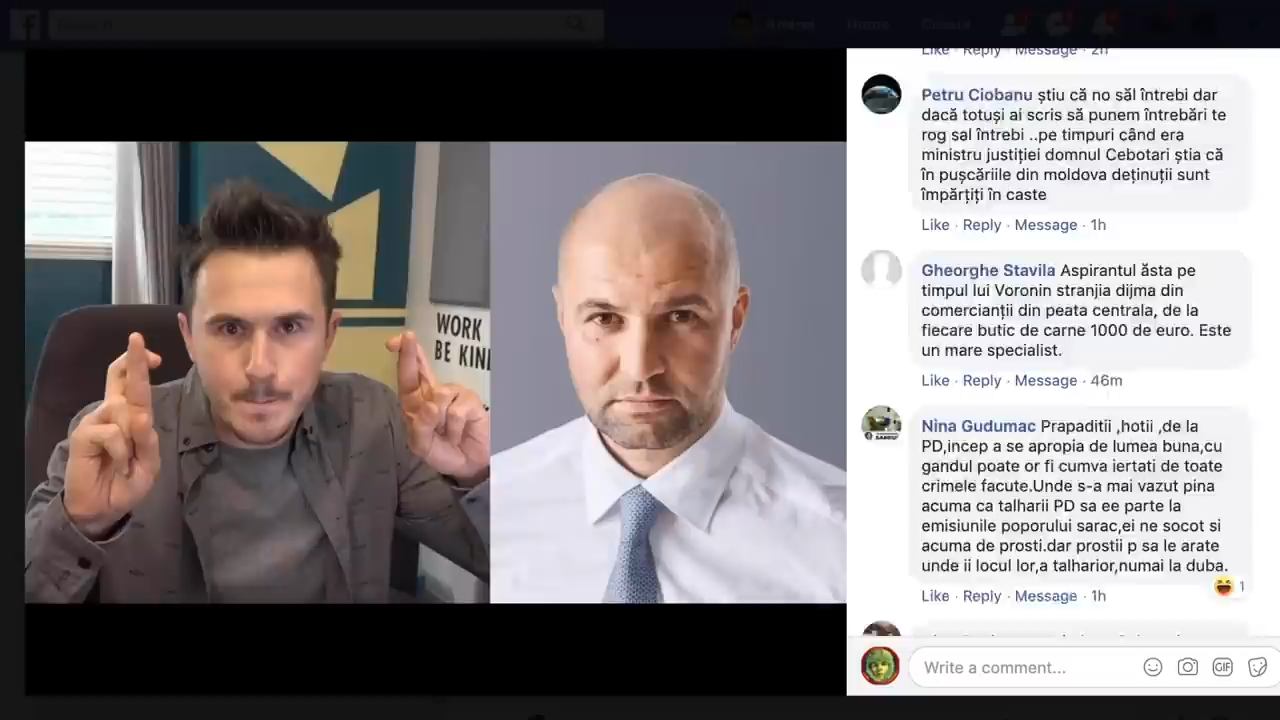 Home
WORK
BE KIN
Like · Reply · Message · 2h
Petru Ciobanu știu că no săl întrebi dar
dacă totuși ai scris să punem întrebări te
rog sal întrebi ..pe timpuri când era
ministru justiției domnul Cebotari știa că
în pușcăriile din moldova deținuții sunt
împărțiți în caste
Like · Reply · Message · 1h
Gheorghe Stavila Aspirantul ăsta pe
timpul lui Voronin stranjia dijma din
comercianții din peata centrala, de la
fiecare butic de carne 1000 de euro. Este
un mare specialist.
Like · Reply · Message · 46m
Nina Gudumac Prapaditii ,hotii ,de la
PD,incep a se apropia de lumea buna,cu
gandul poate or fi cumva iertati de toate
crimele facute.Unde s-a mai vazut pina
acuma ca talharii PD sa ee parte la
emisiunile poporului sarac,ei ne socot si
acuma de prosti.dar prostii p sa le arate
unde ii locul lor,a talharior,numai la duba.
1
Like · Reply · Message · 1h
Write a comment...
GIF